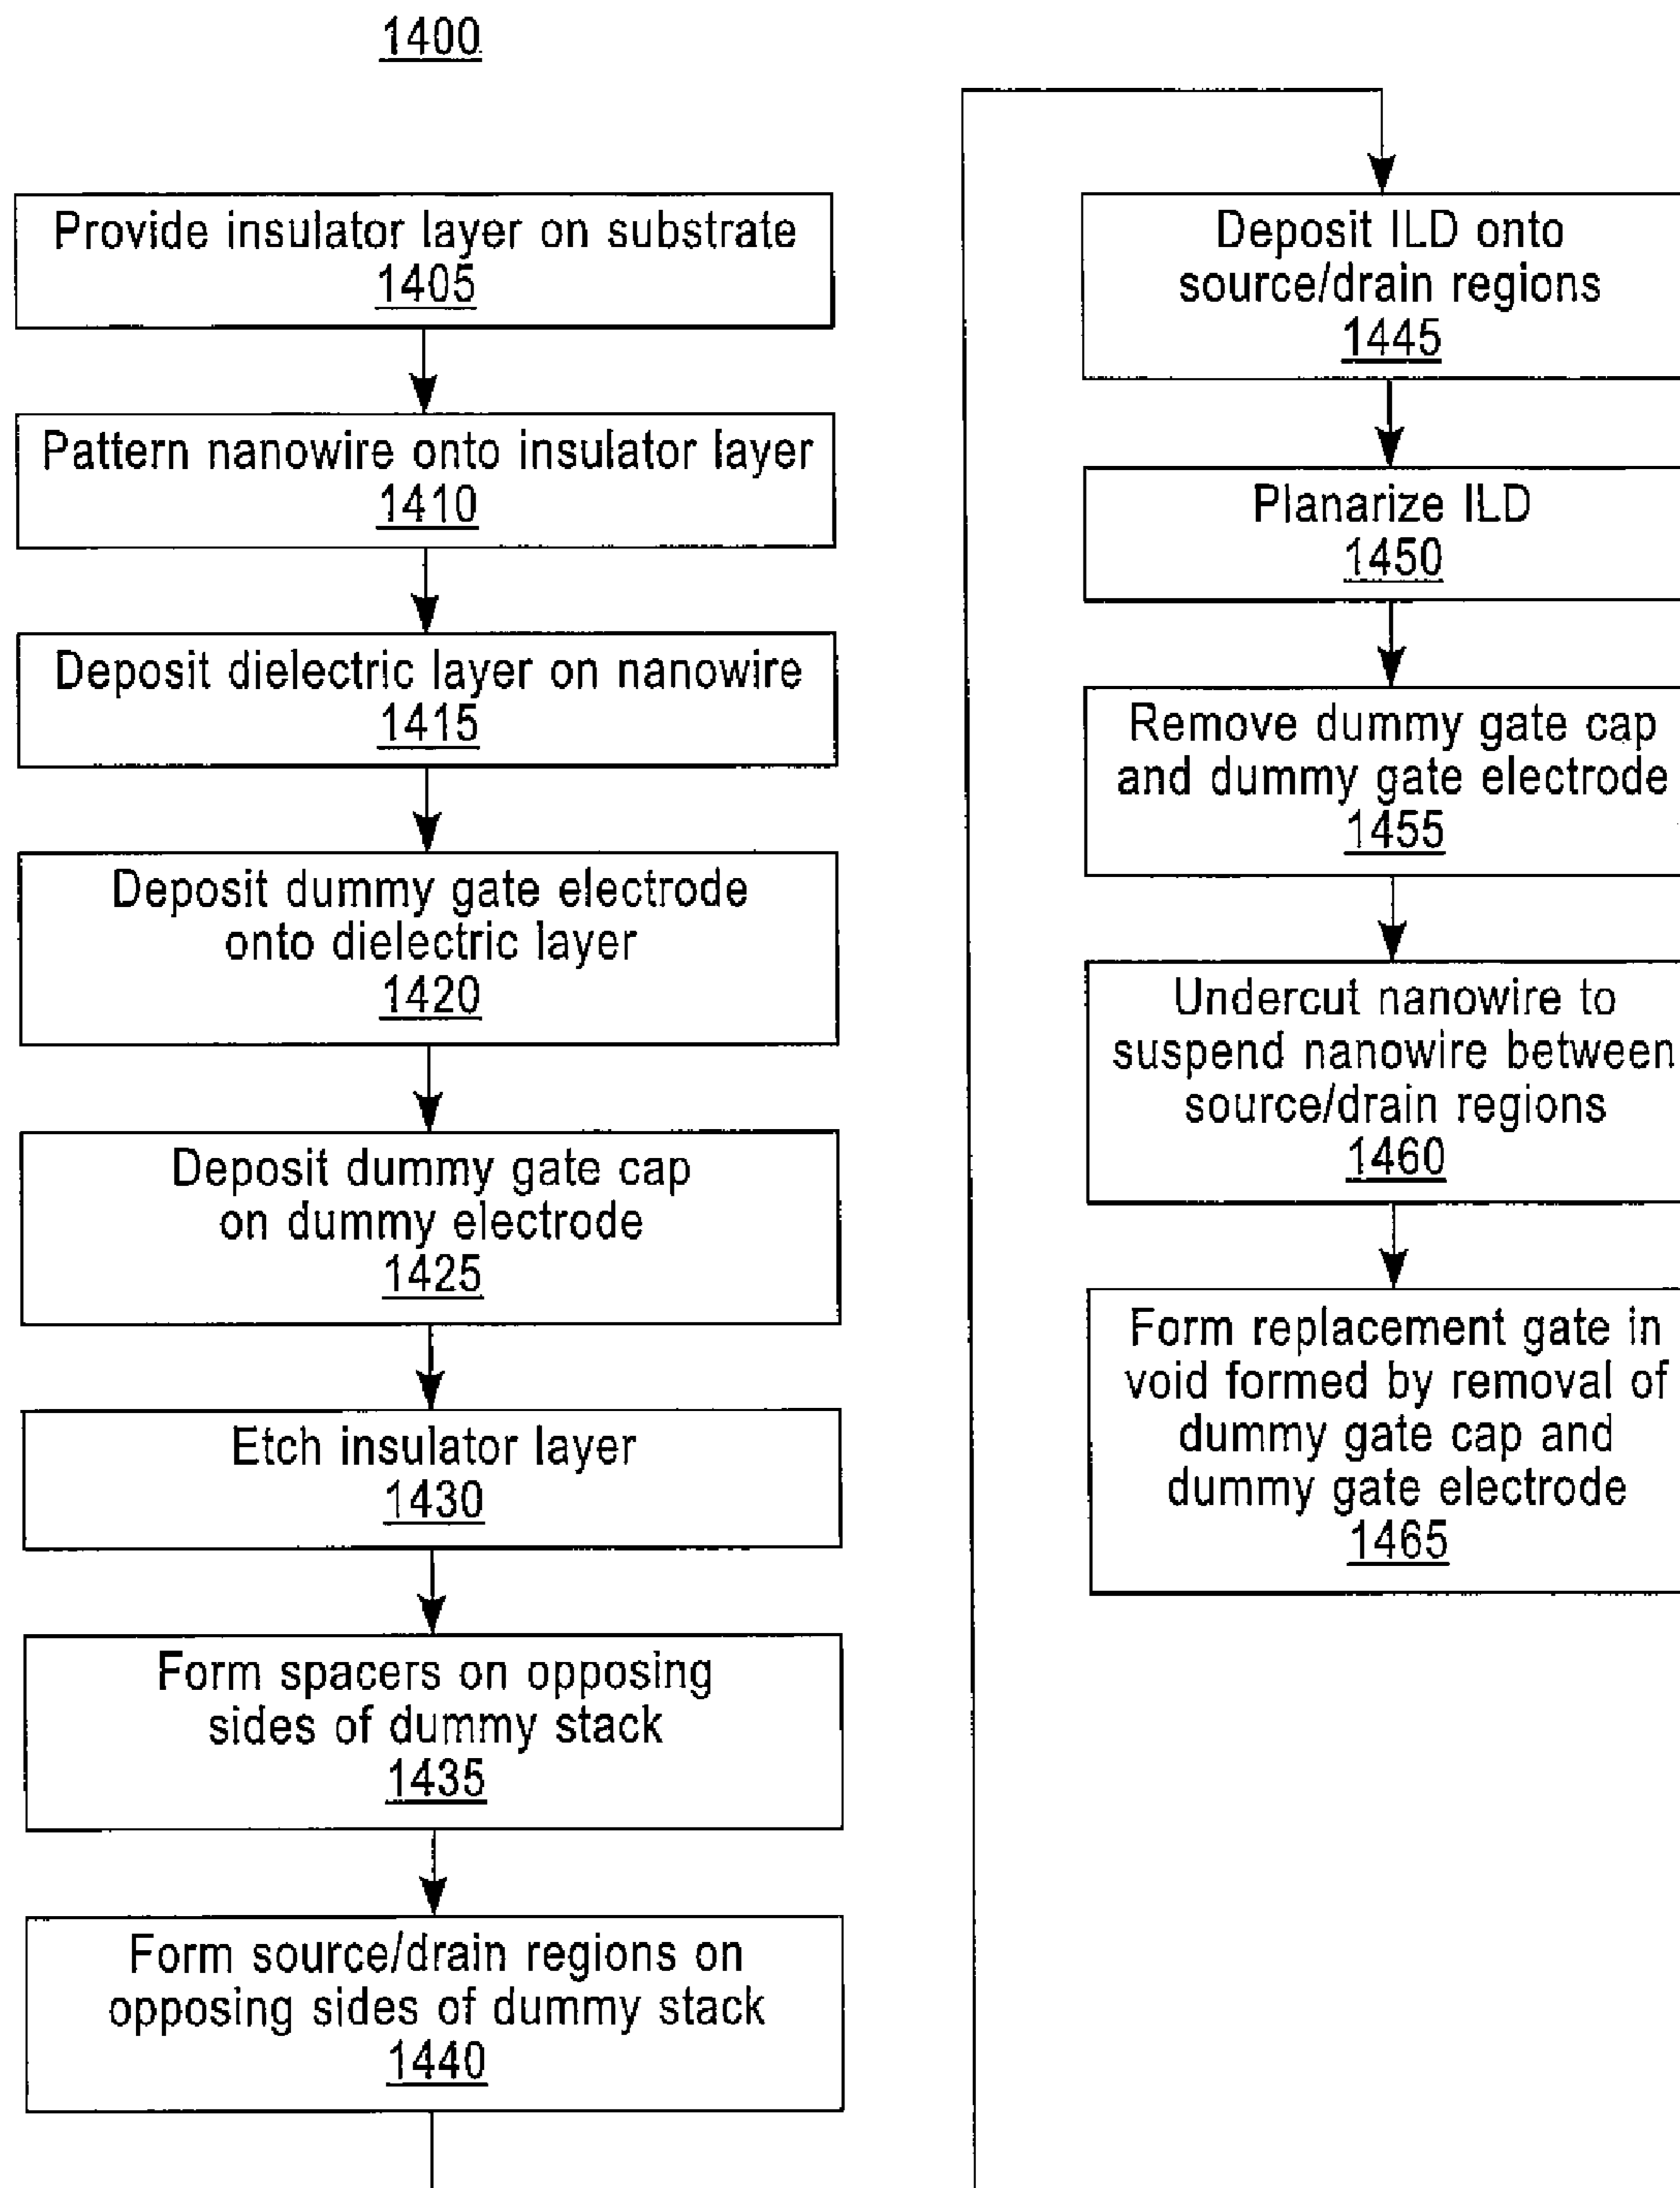 1400
Provide insulator layer on substrate
1405
Pattern nanowire onto insulator layer
1410
Deposit dielectric layer on nanowire
1415
Deposit dummy gate electrode
onto dielectric layer
1420
Deposit dummy gate cap
on dummy electrode
1425
Etch insulator layer
1430
Form spacers on opposing
sides of dummy stack
1435
Form source/drain regions on
opposing sides of dummy stack
1440
Deposit ILD onto
source/drain regions
1445
Planarize ILD
1450
Remove dummy gate cap
and dummy gate electrode
1455
Undercut nanowire to
suspend nanowire between
source/drain regions
1460
Form replacement gate in
void formed by removal of
dummy gate cap and
dummy gate electrode
1465